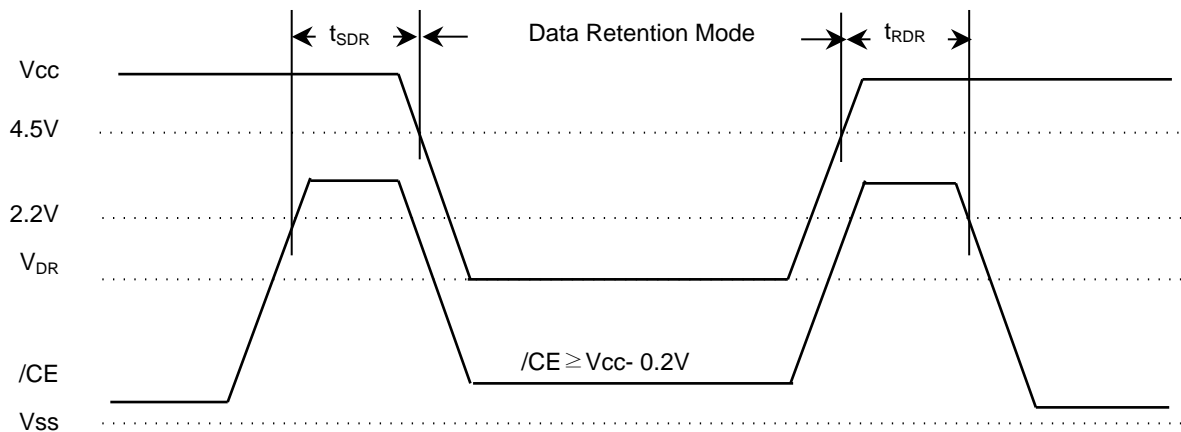 tSDR Data Retention Mode tRDR
Vcc
4.5V
2.2V
VDR
/CE ≥ Vcc- 0.2V
/CE
Vss